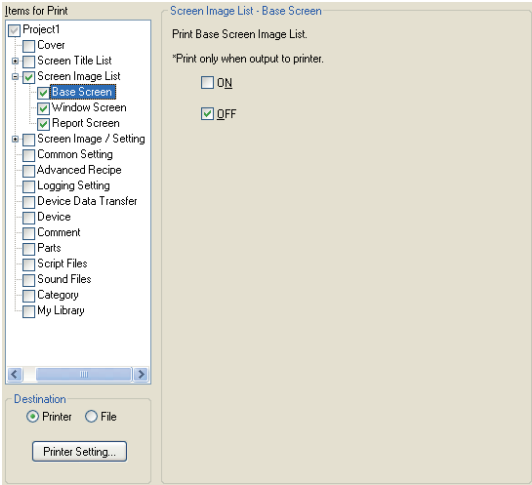 Items for Print
Project1
Cover
Screen Title List
Screen Image List
Base Screen
Window Screen
Report Screen
Screen Image / Setting
Common Setting
Advanced Recipe
Logging Setting
Device Data Transfer
Device
Comment
Parts
Script Files
Sound Files
Category
My Library
Destination
Printer
File
Printer Setting...
Screen Image List - Base Screen
Print Base Screen Image List.
*Print only when output to printer.
ON
OFF